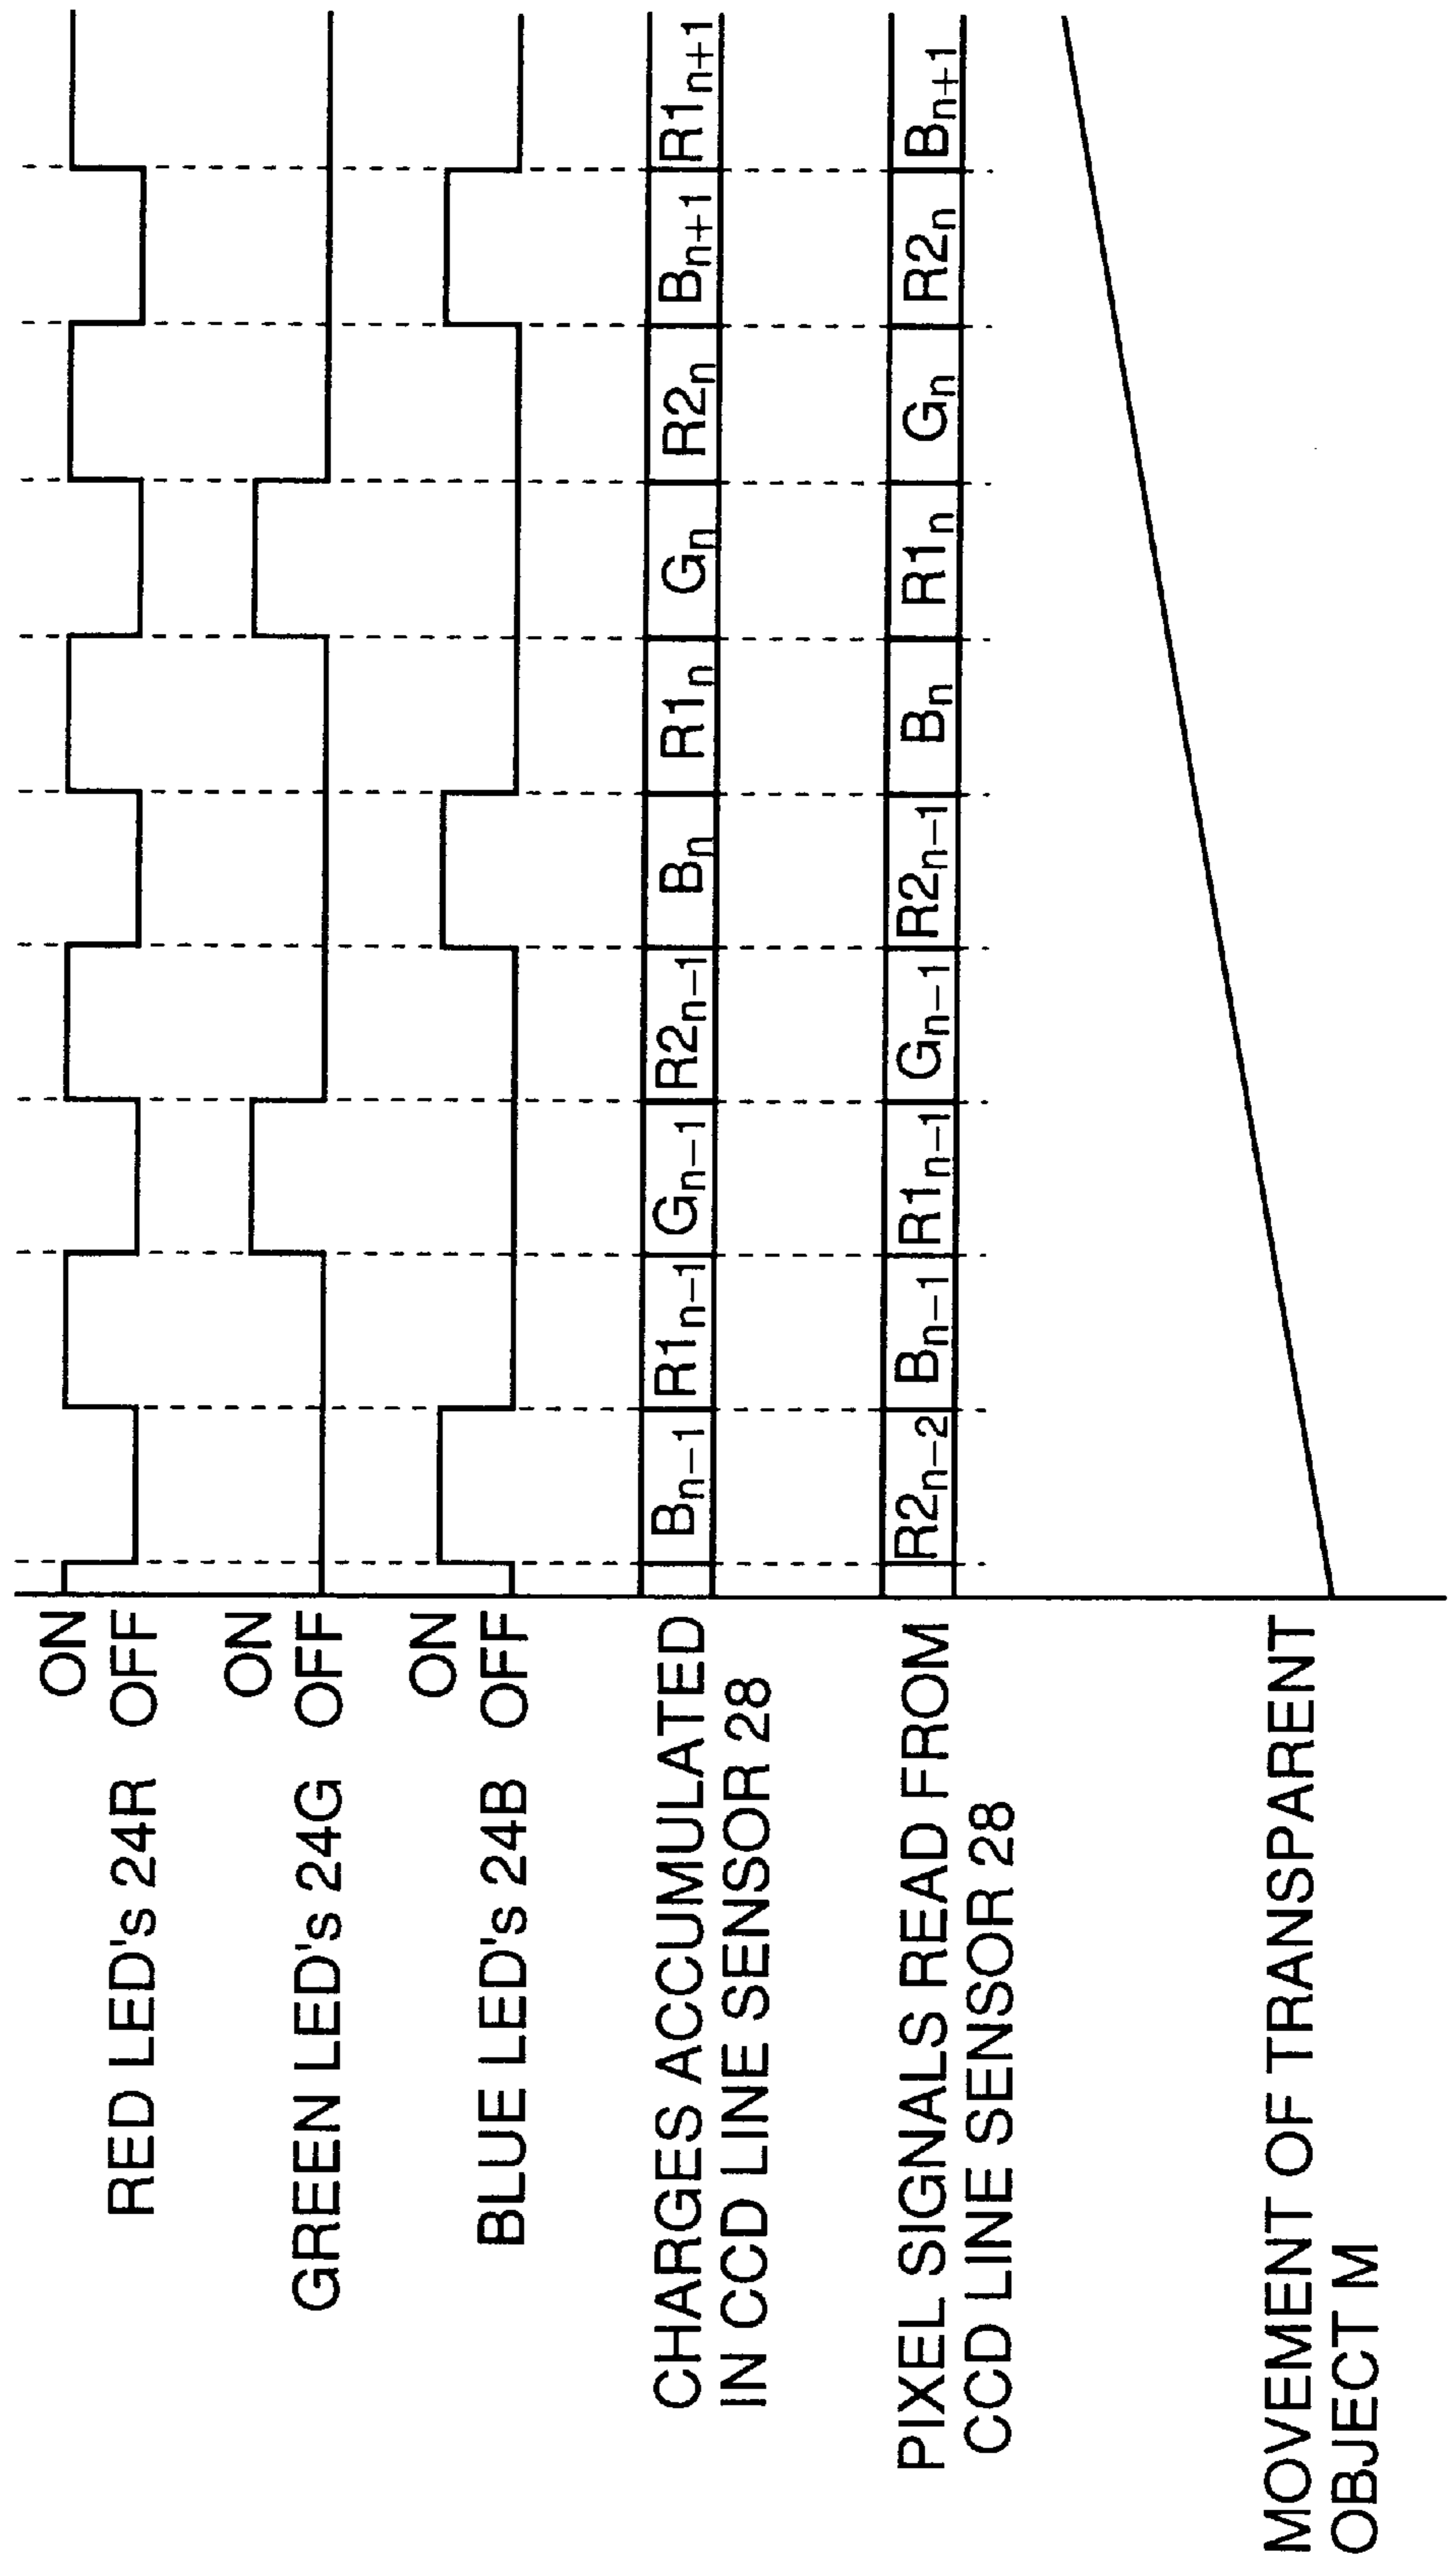 ON
RED LED's 24R OFF
ON
GREEN LED's 24G OFF
ON
BLUE LED's 24B OFF
CHARGES ACCUMULATED
IN CCD LINE SENSOR 28
Bn−1 R1n−1 Gn−1 R2n−1 Bn R1n Gn R2n Bn+1 R1n+1
PIXEL SIGNALS READ FROM
CCD LINE SENSOR 28
R2n−2 Bn−1 R1n−1 Gn−1 R2n−1 Bn R1n Gn R2n Bn+1
MOVEMENT OF TRANSPARENT
OBJECT M